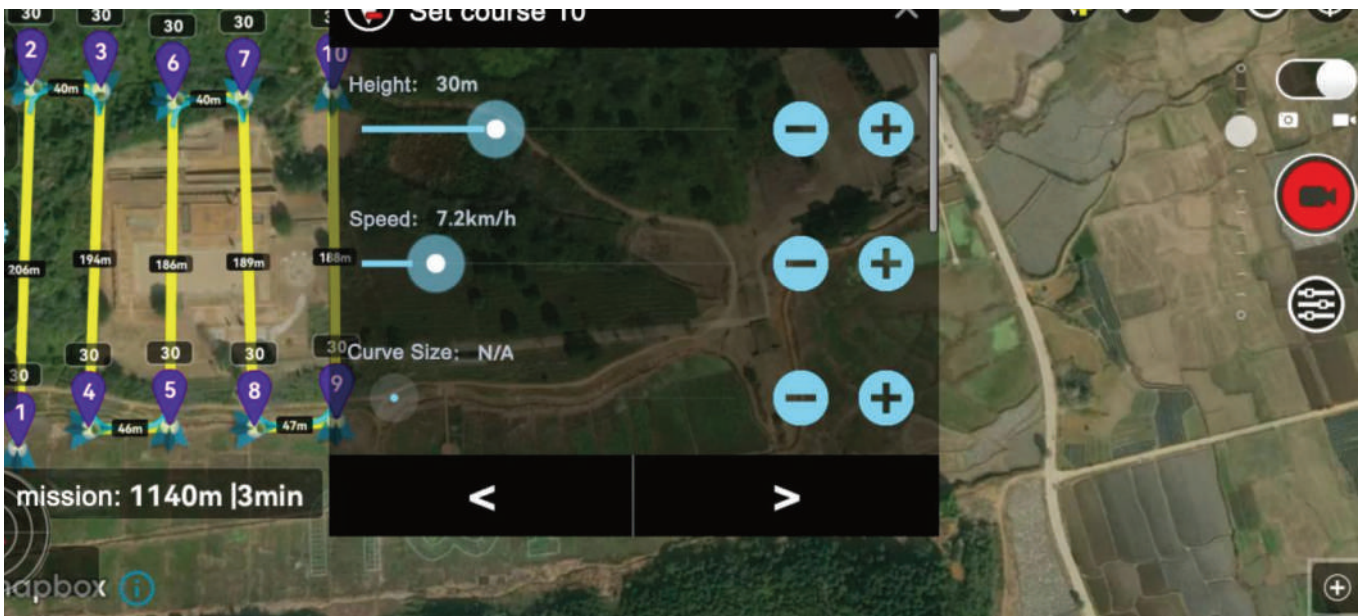 30
30
30
30
Set course 10
2
3
6
7
10
40m
40m
Height: 30m
Speed: 7.2km/h
206m
194m
186m
189m
188m
30
30
30
30
30
Curve Size: N/A
1
4
5
8
9
46m
47m
mission: 1140m |3min
<
>
mapbox